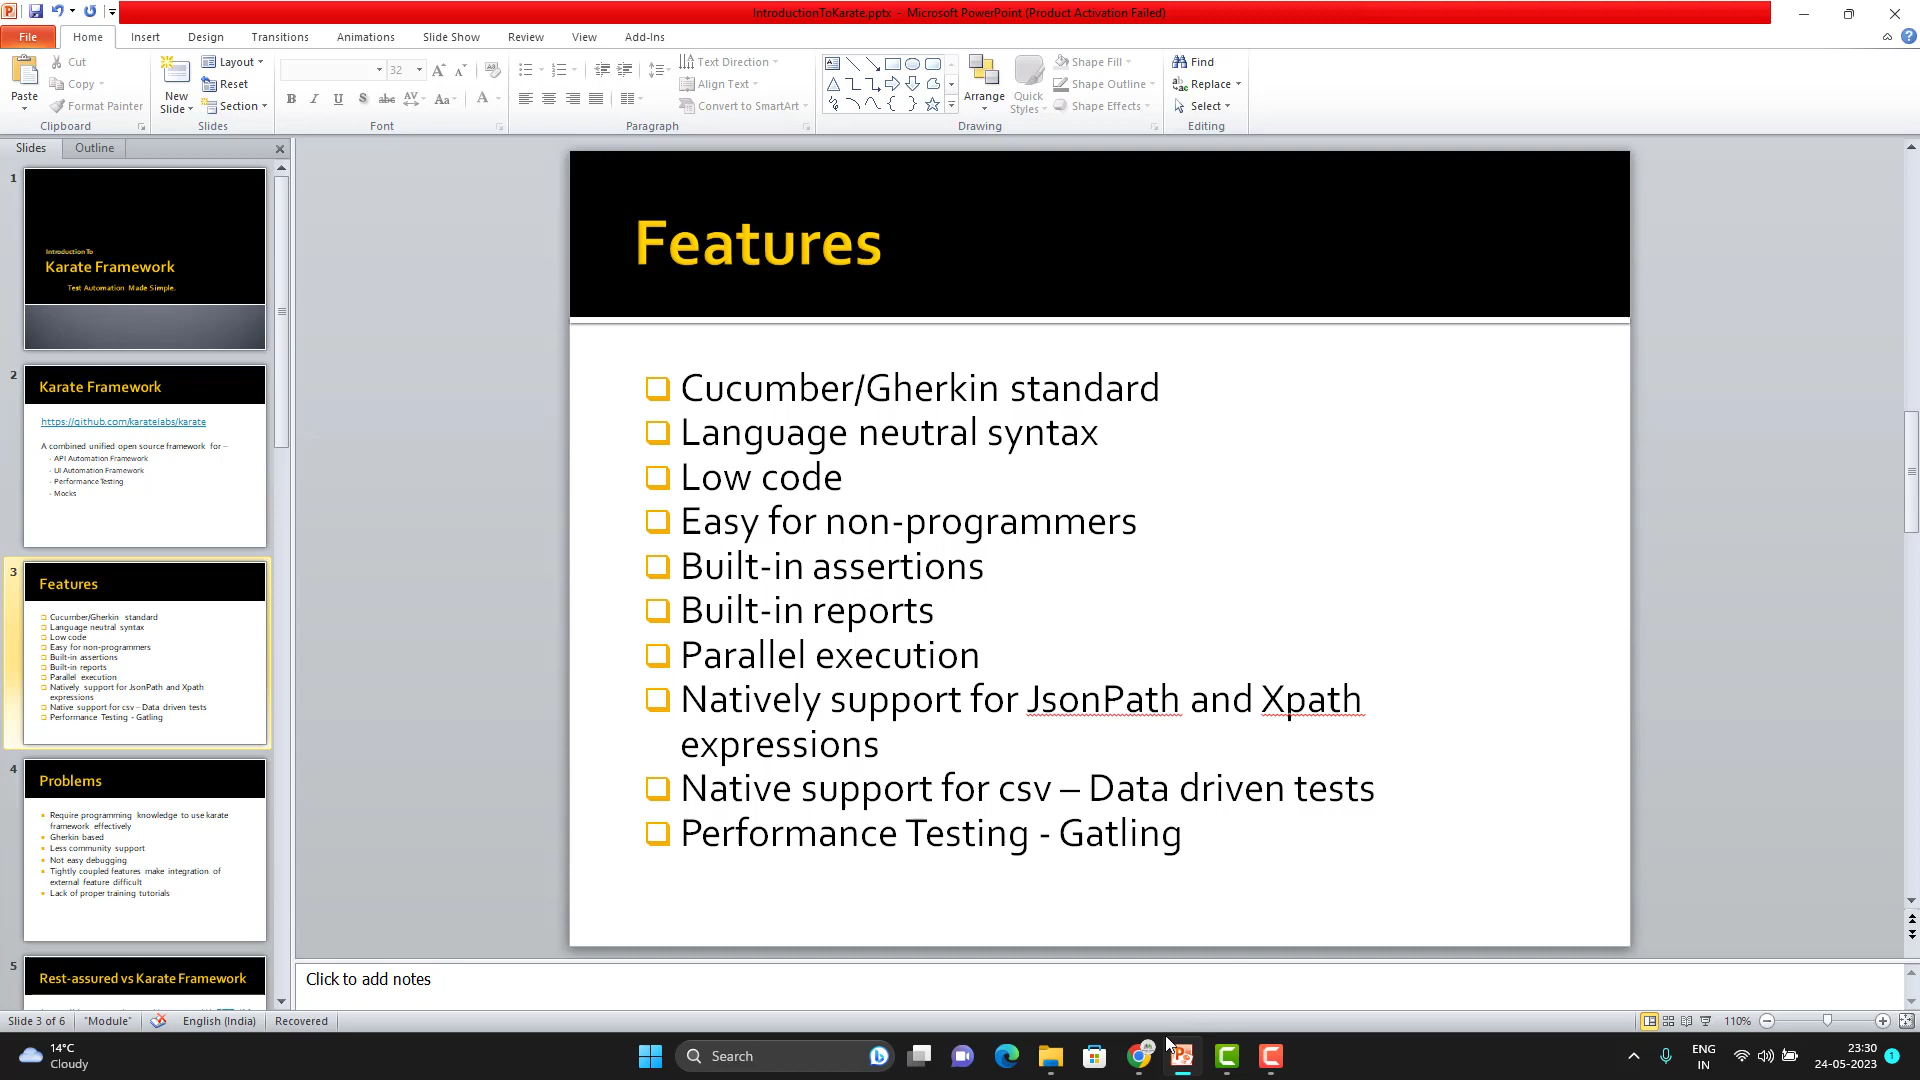 IntroductionToKarate.pptx - Microsoft PowerPoint (Product Activation Failed)
File Home Insert Design Transitions Animations Slide Show Review View Add-Ins
Paste
Cut
Copy
Format Painter
Clipboard
New Slide
Layout
Reset
Section
Slides
32
B I U S abc AV Aa A
Font
Text Direction
Align Text
Convert to SmartArt
Paragraph
Arrange
Quick Styles
Shape Fill
Shape Outline
Shape Effects
Drawing
Find
Replace
Select
Editing
Slides Outline
1
Introduction To
Karate Framework
Test Automation Made Simple.
2
Karate Framework
https://github.com/karatelabs/karate
A combined unified open source framework for –
- API Automation Framework
- UI Automation Framework
- Performance Testing
- Mocks
3
Features
Cucumber/Gherkin standard
Language neutral syntax
Low code
Easy for non-programmers
Built-in assertions
Built-in reports
Parallel execution
Natively support for JsonPath and Xpath
expressions
Native support for csv – Data driven tests
Performance Testing - Gatling
4
Problems
Require programming knowledge to use karate
framework effectively
Gherkin based
Less community support
Not easy debugging
Tightly coupled features make integration of
external feature difficult
Lack of proper training tutorials
5
Rest-assured vs Karate Framework
Features
Cucumber/Gherkin standard
Language neutral syntax
Low code
Easy for non-programmers
Built-in assertions
Built-in reports
Parallel execution
Natively support for JsonPath and Xpath
expressions
Native support for csv – Data driven tests
Performance Testing - Gatling
Click to add notes
Slide 3 of 6 "Module" English (India) Recovered 110%
14°C
Cloudy
Search
ENG
IN
23:30
24-05-2023
1